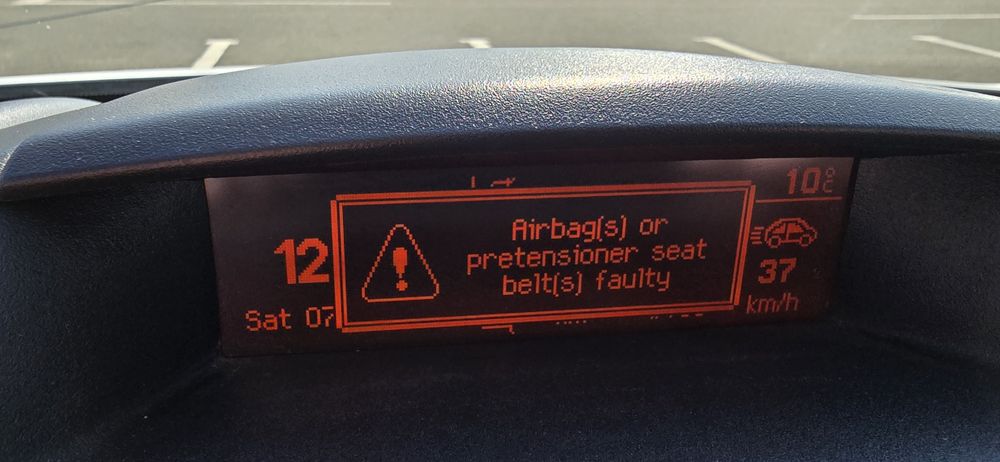 10°C
12
Airbag(s) or
pretensioner seat
belt(s) faulty
37
km/h
Sat 07